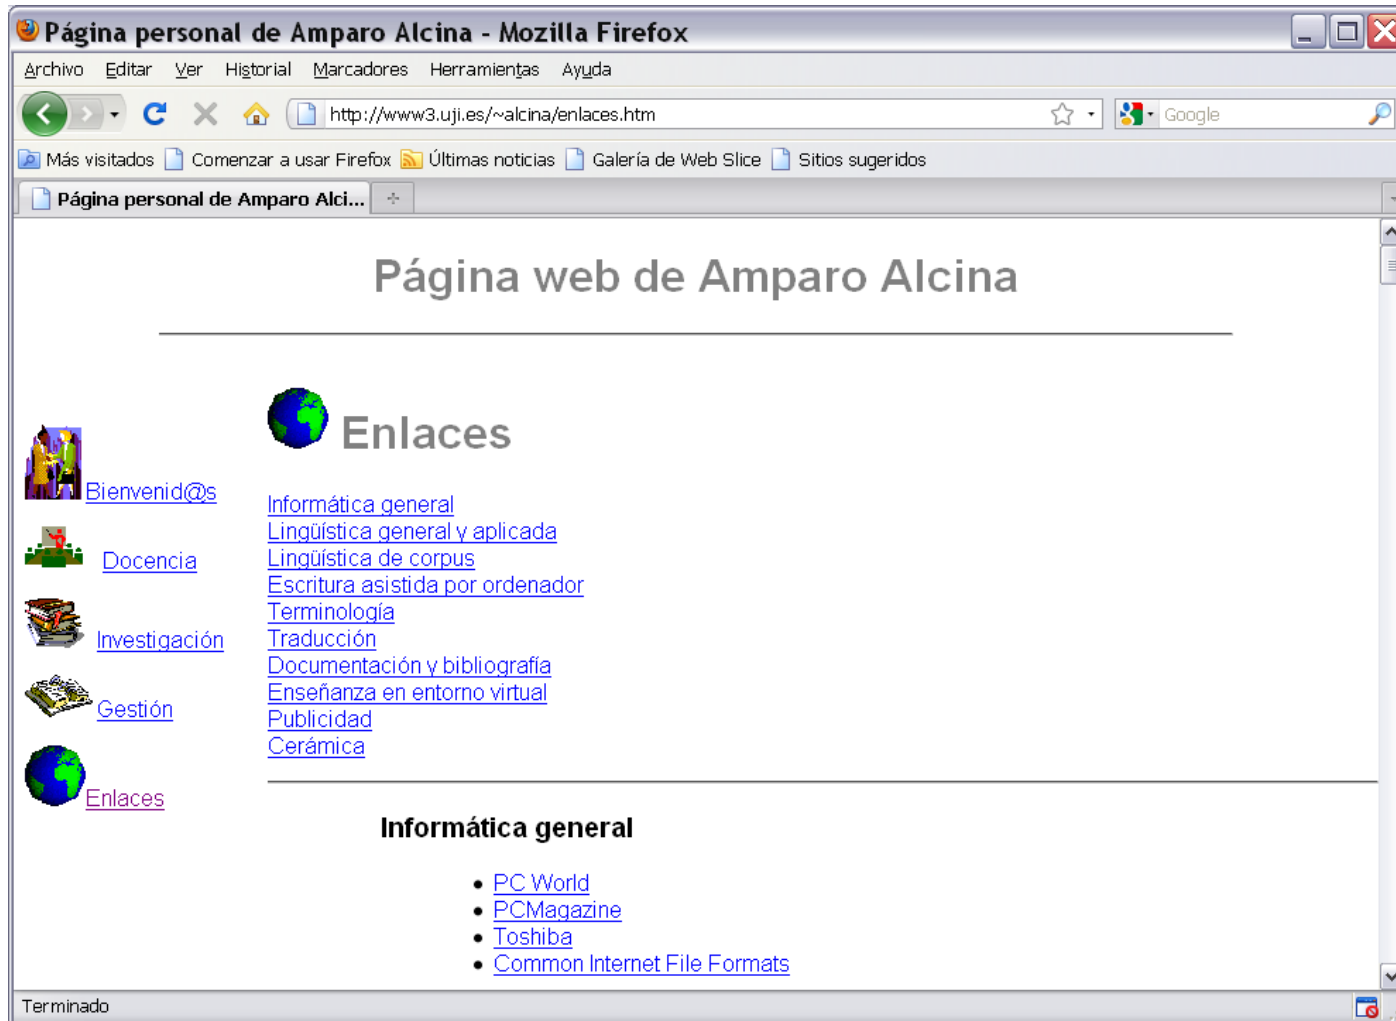 Página personal de Amparo Alcina - Mozilla Firefox
Archivo Editar Ver Historial Marcadores Herramientas Ayuda
http://www3.uji.es/~alcina/enlaces.htm Google
Más visitados Comenzar a usar Firefox Últimas noticias Galería de Web Slice Sitios sugeridos
Página personal de Amparo Alci...
Página web de Amparo Alcina
Bienvenid@s
Docencia
Investigación
Gestión
Enlaces
Enlaces
Informática general
Lingüística general y aplicada
Lingüística de corpus
Escritura asistida por ordenador
Terminología
Traducción
Documentación y bibliografía
Enseñanza en entorno virtual
Publicidad
Cerámica
Informática general
• PC World
• PCMagazine
• Toshiba
• Common Internet File Formats
Terminado